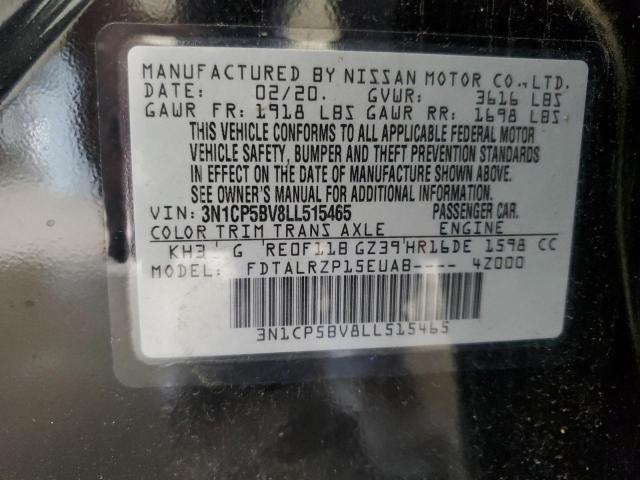 MANUFACTURED BY NISSAN MOTOR CO., LTD.
DATE: 02/20. GVWR: 3616 LBS
GAWR FR: 1918 LBS GAWR RR: 1698 LBS
THIS VEHICLE CONFORMS TO ALL APPLICABLE FEDERAL MOTOR
VEHICLE SAFETY, BUMPER AND THEFT PREVENTION STANDARDS
IN EFFECT ON THE DATE OF MANUFACTURE SHOWN ABOVE.
SEE OWNER'S MANUAL FOR ADDITIONAL INFORMATION.
VIN: 3N1CP5BV8LL515465 PASSENGER CAR.
COLOR TRIM TRANS AXLE ENGINE
KH3 G RE0F11B GZ39 HR16DE 1598 CC
MODEL: FDTALRZP15EUAB---- 4Z000
3N1CP5BV8LL515465